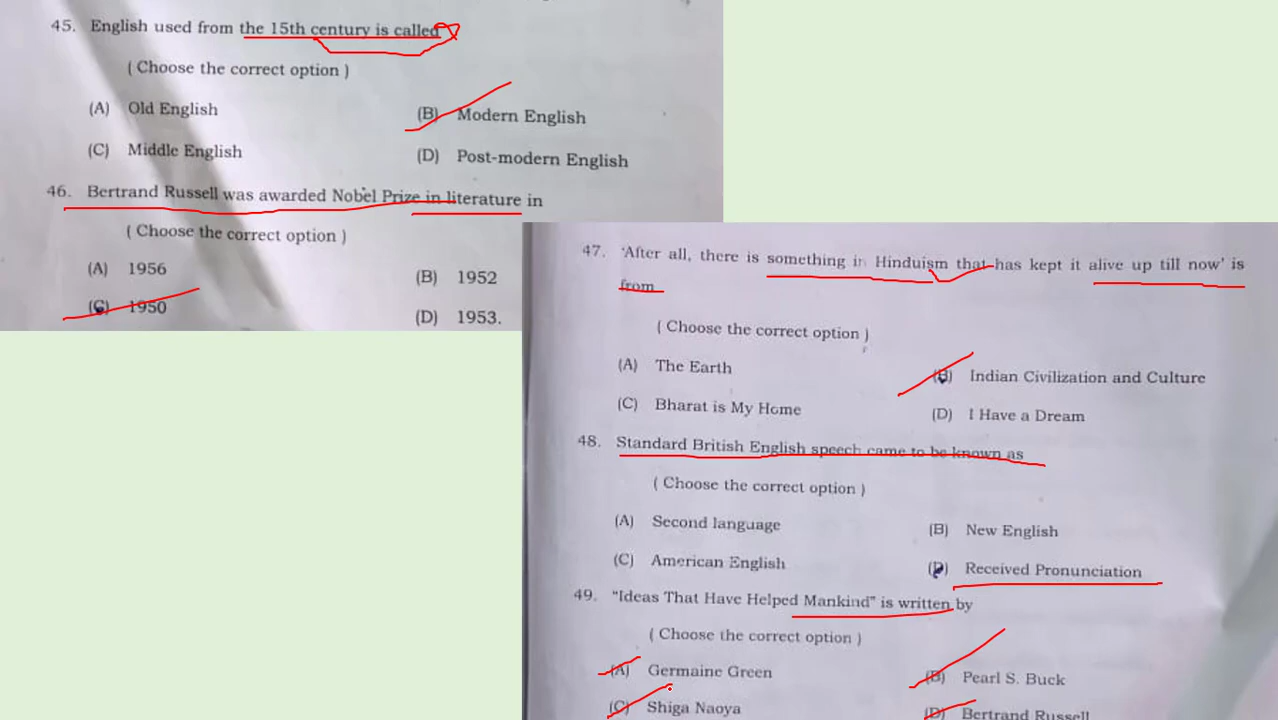 45. English used from the 15th century is called
( Choose the correct option )
(A) Old English
(B) Modern English
(C) Middle English
(D) Post-modern English
46. Bertrand Russell was awarded Nobel Prize in literature in
( Choose the correct option )
(A) 1956
(B) 1952
(C) 1950
(D) 1953.
47. 'After all, there is something in Hinduism that has kept it alive up till now' is
from
( Choose the correct option )
(A) The Earth
(B) Indian Civilization and Culture
(C) Bharat is My Home
(D) I Have a Dream
48. Standard British English speech came to be known as
( Choose the correct option )
(A) Second language
(B) New English
(C) American English
(D) Received Pronunciation
49. "Ideas That Have Helped Mankind" is written by
( Choose the correct option )
(A) Germaine Green
(B) Pearl S. Buck
(C) Shiga Naoya
(D) Bertrand Russell